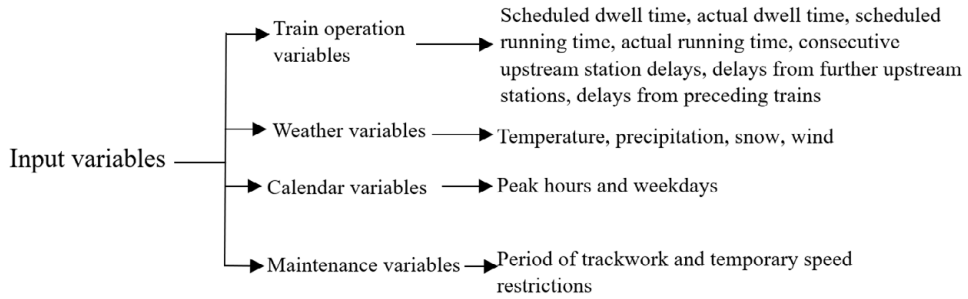 Input variables
Train operation
variables
Scheduled dwell time, actual dwell time, scheduled
running time, actual running time, consecutive
upstream station delays, delays from further upstream
stations, delays from preceding trains
Weather variables
Temperature, precipitation, snow, wind
Calendar variables
Peak hours and weekdays
Maintenance variables
Period of trackwork and temporary speed
restrictions